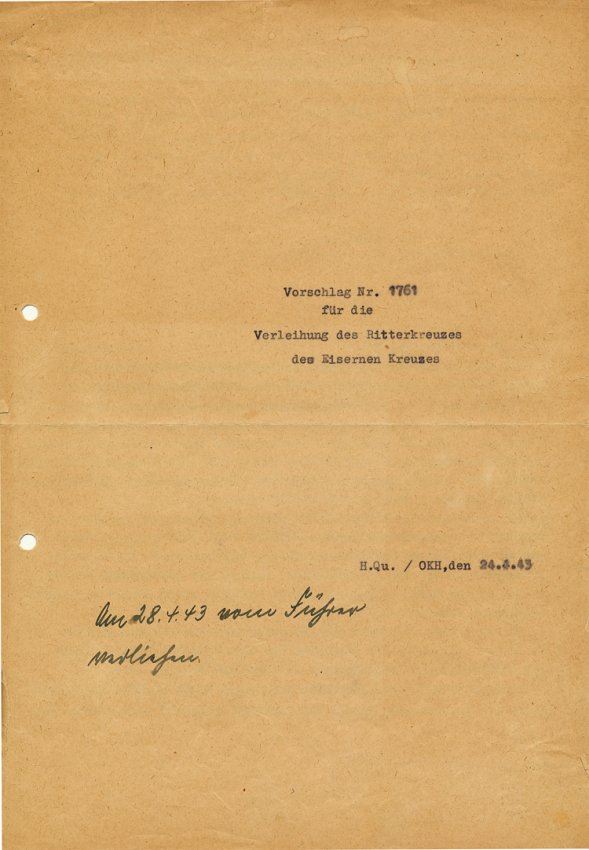 Vorschlag Nr. 1761
für die
Verleihung des Ritterkreuzes
des Eisernen Kreuzes
H.Qu. / OKH,den 24.4.43
Am 28.4.43 vom Führer
verliehen.